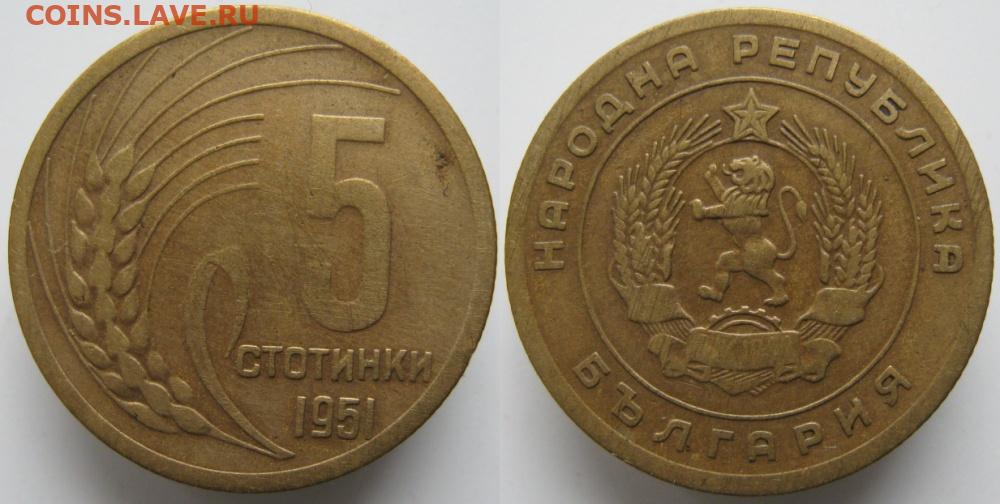 COINS.LAVE.RU
5
СТОТИНКИ
1951
НАРОДНА РЕПУБЛИКА
БЪЛГАРИЯ